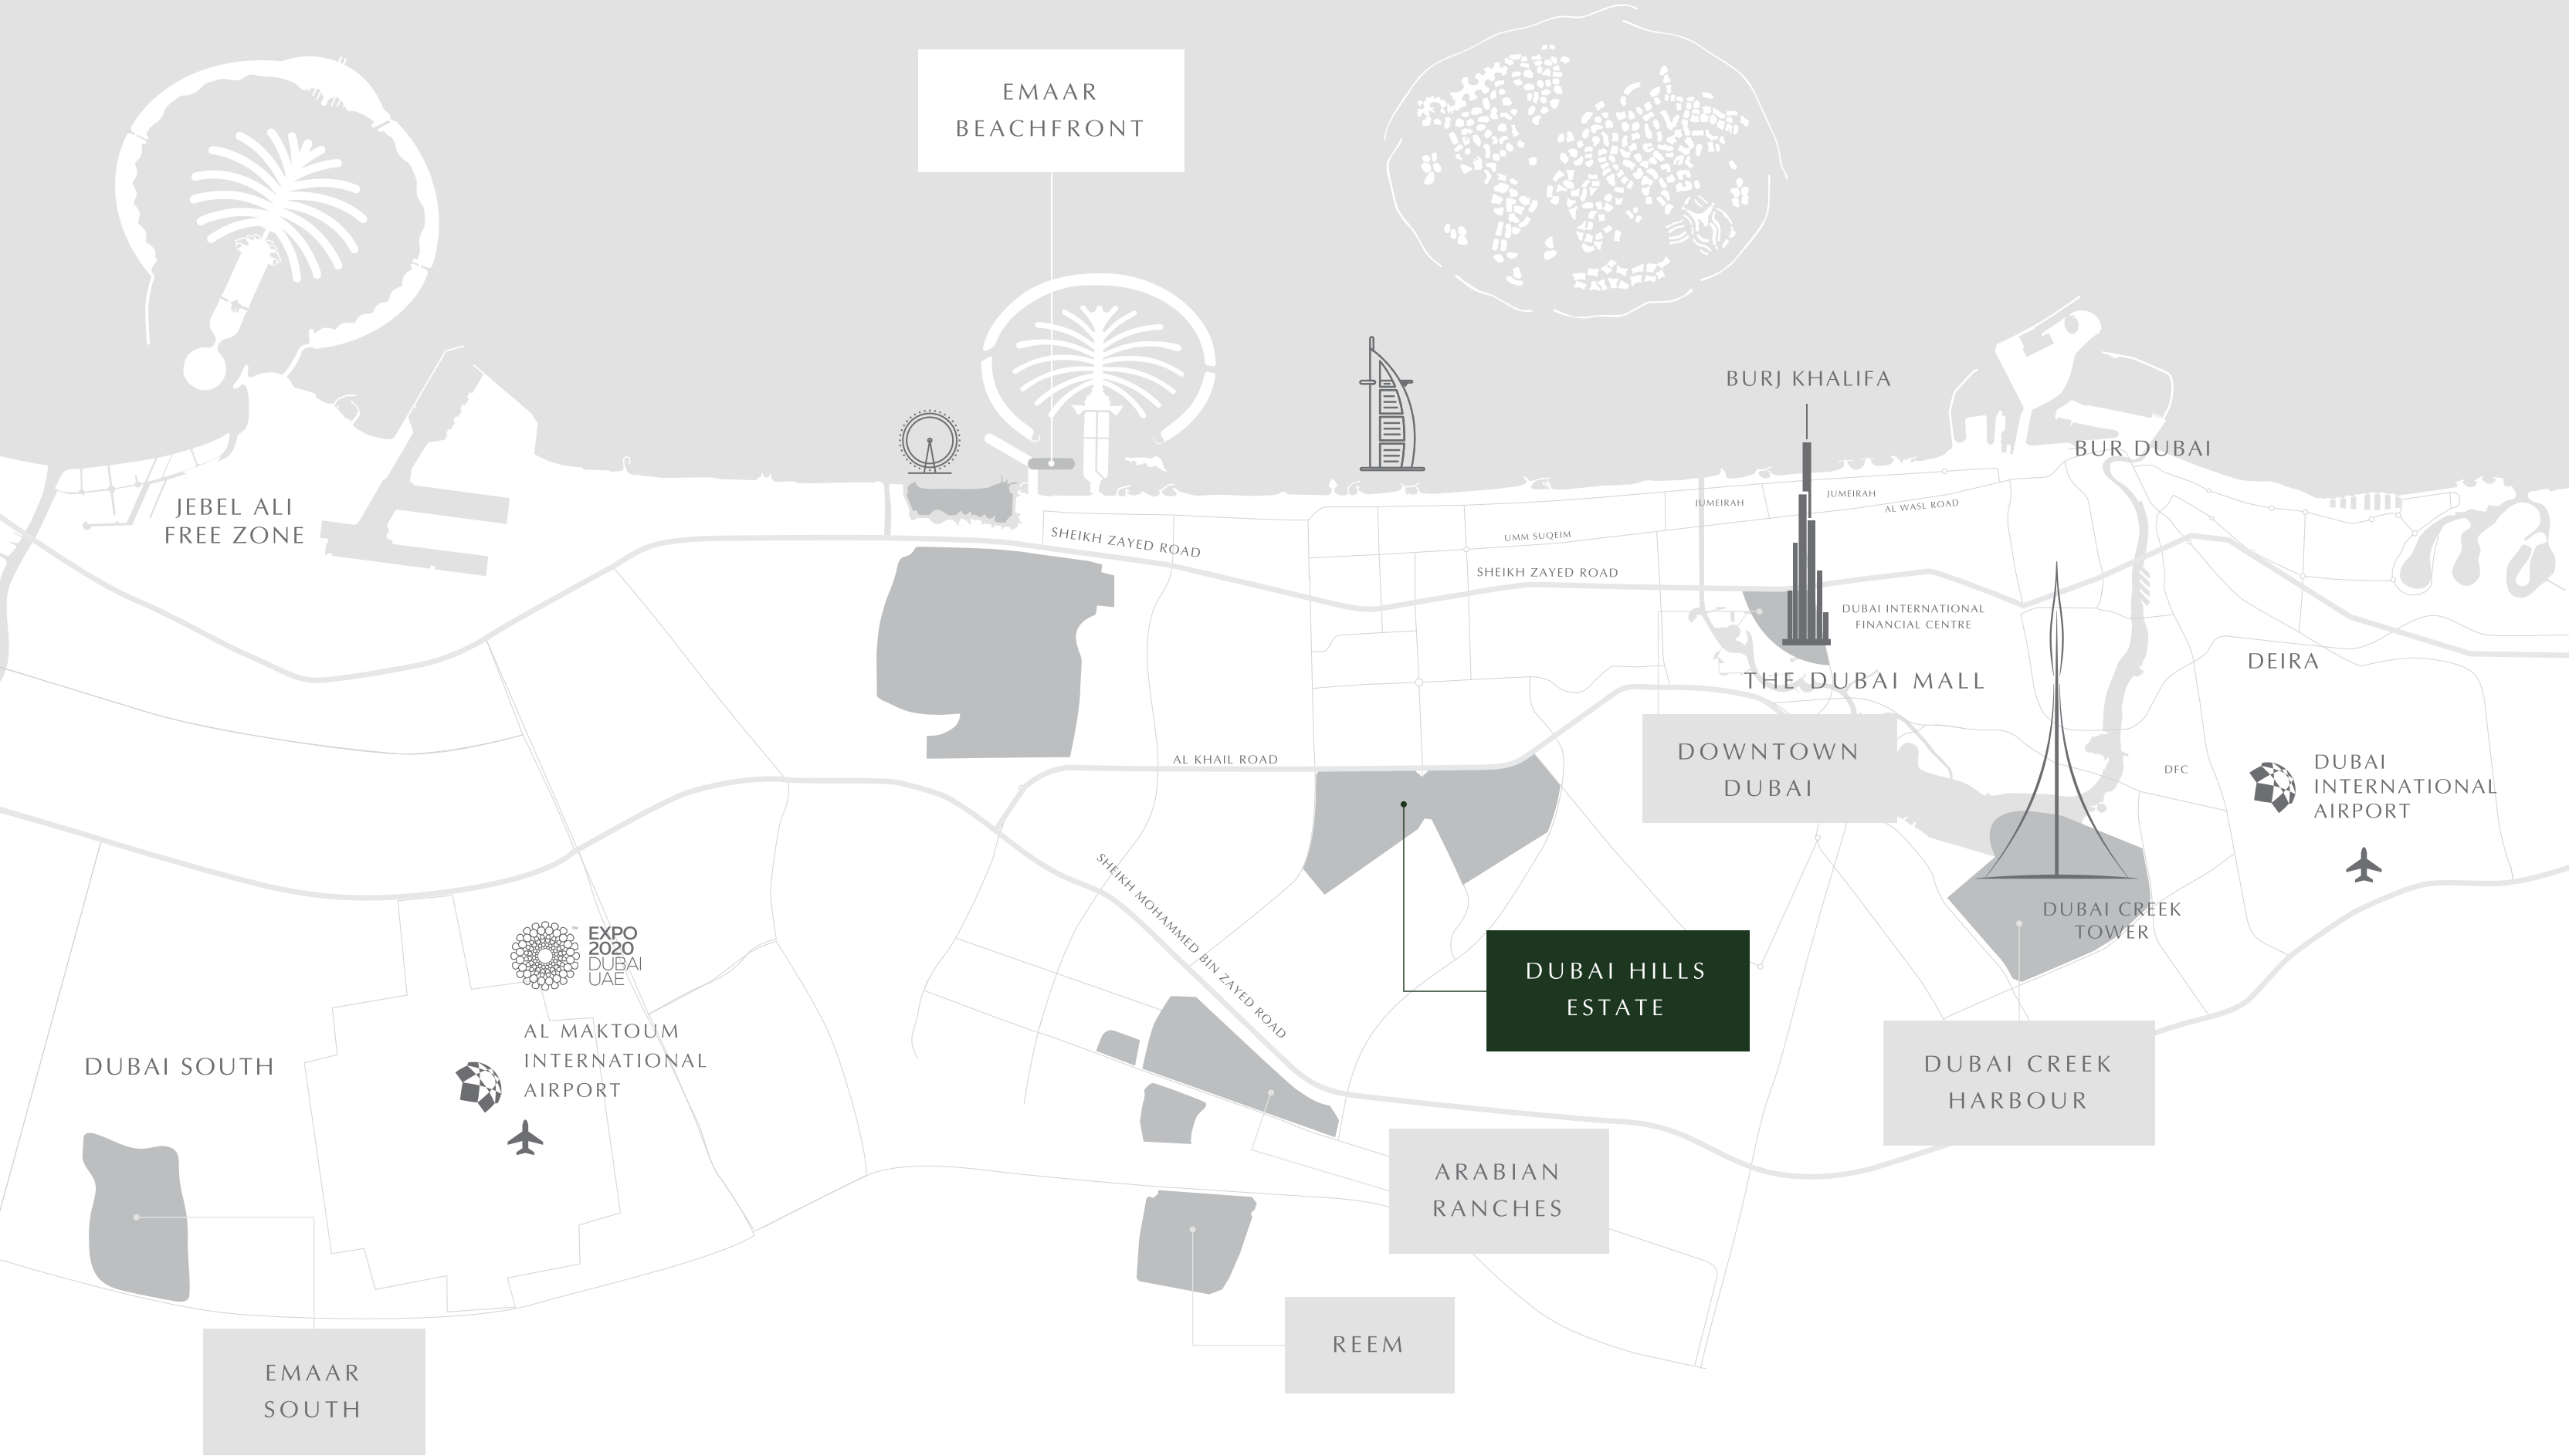 EMAAR
BEACHFRONT
BURJ KHALIFA
BUR DUBAI
JEBEL ALI
FREE ZONE
JUMEIRAH
JUMEIRAH
AL WASL ROAD
SHEIKH ZAYED ROAD
UMM SUQEIM
SHEIKH ZAYED ROAD
DUBAI INTERNATIONAL
FINANCIAL CENTRE
DEIRA
THE DUBAI MALL
DOWNTOWN
DUBAI
AL KHAIL ROAD
DFC
DUBAI
INTERNATIONAL
AIRPORT
SHEIKH MOHAMMED BIN ZAYED ROAD
DUBAI CREEK
TOWER
EXPO
2020
DUBAI
UAE
™
DUBAI HILLS
ESTATE
AL MAKTOUM
INTERNATIONAL
AIRPORT
DUBAI SOUTH
DUBAI CREEK
HARBOUR
ARABIAN
RANCHES
REEM
EMAAR
SOUTH